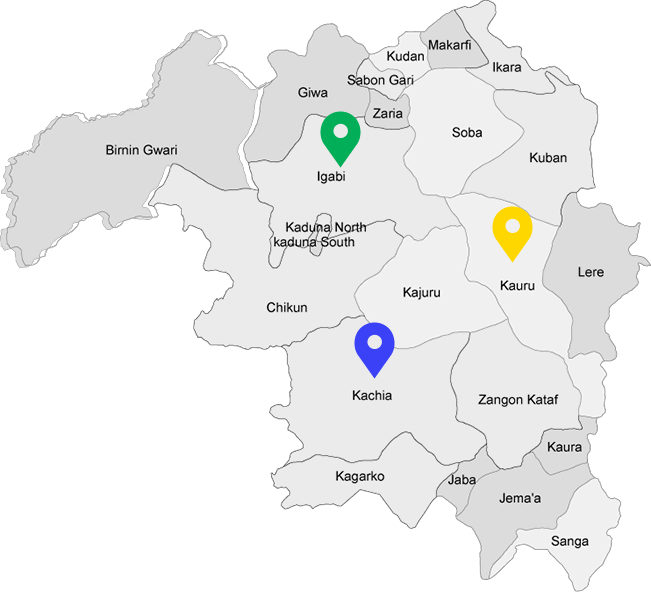 Makarfi
Kudan
Ikara
Sabon Gari
Giwa
Zaria
Soba
Birnin Gwari
Kuban
Igabi
Kaduna North
kaduna South
Lere
Kauru
Kajuru
Chikun
Kachia
Zangon Kataf
Kaura
Kagarko
Jaba
Jema'a
Sanga